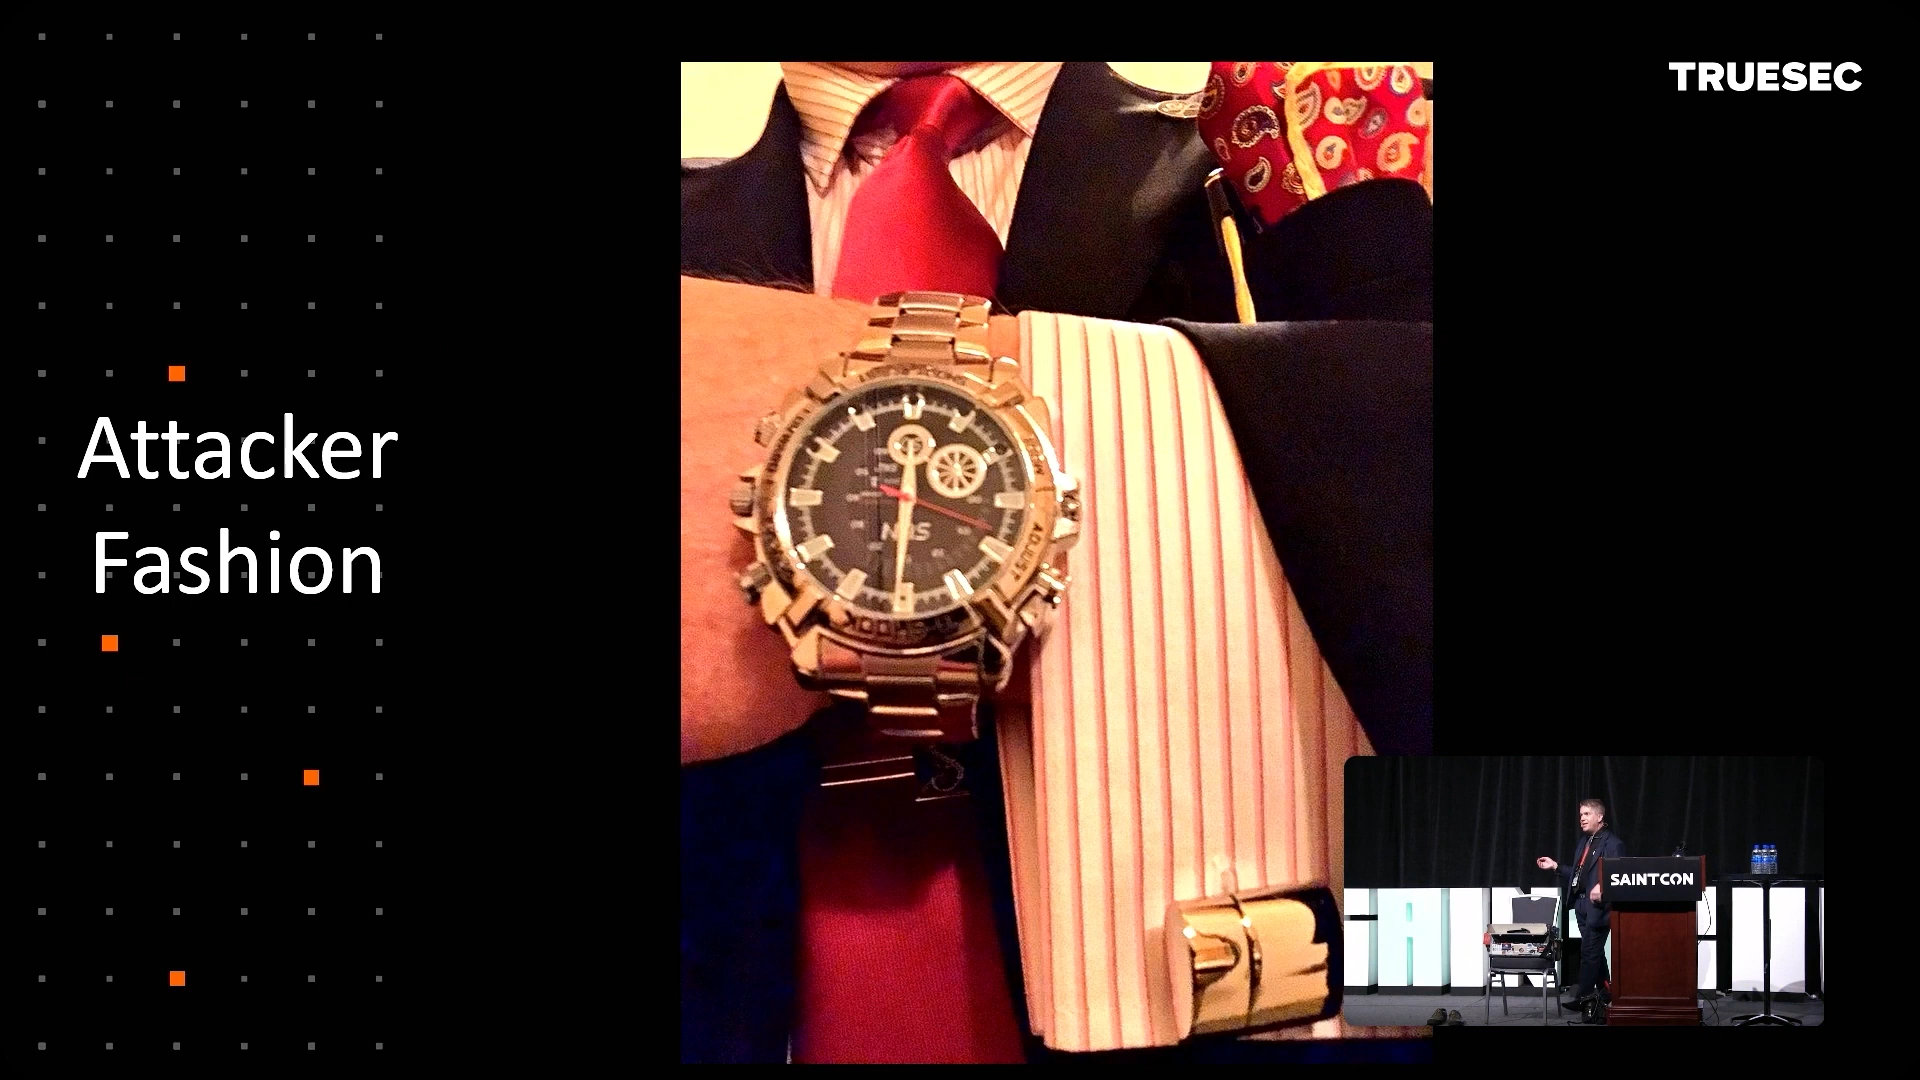 TRUESEC
Attacker
Fashion
ADJUST
SAINTCON